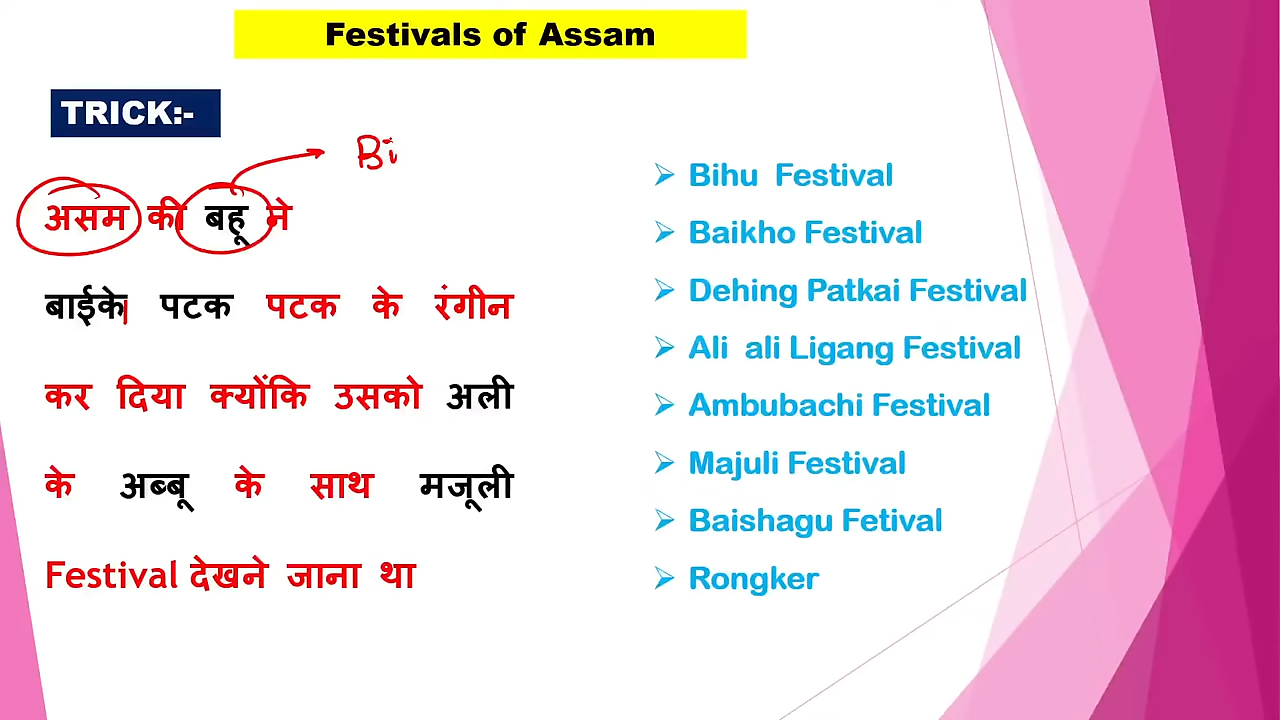 Festivals of Assam
TRICK:-
Bi
असम की बहू ने
बाईके पटक पटक के रंगीन
कर दिया क्योंकि उसको अली
के अब्बू के साथ मजूली
Festival देखने जाना था
Bihu Festival
Baikho Festival
Dehing Patkai Festival
Ali ali Ligang Festival
Ambubachi Festival
Majuli Festival
Baishagu Fetival
Rongker